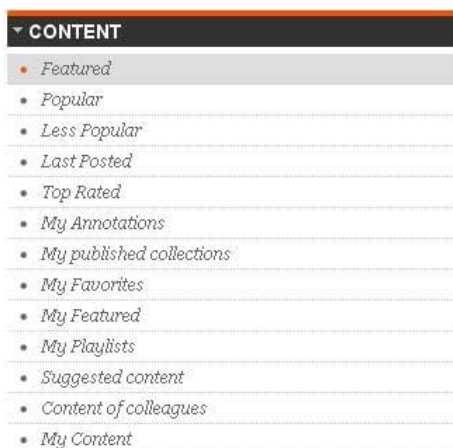 CONTENT
Featured
Popular
Less Popular
Last Posted
Top Rated
My Annotations
My published collections
My Favorites
My Featured
My Playlists
Suggested content
Content of colleagues
My Content